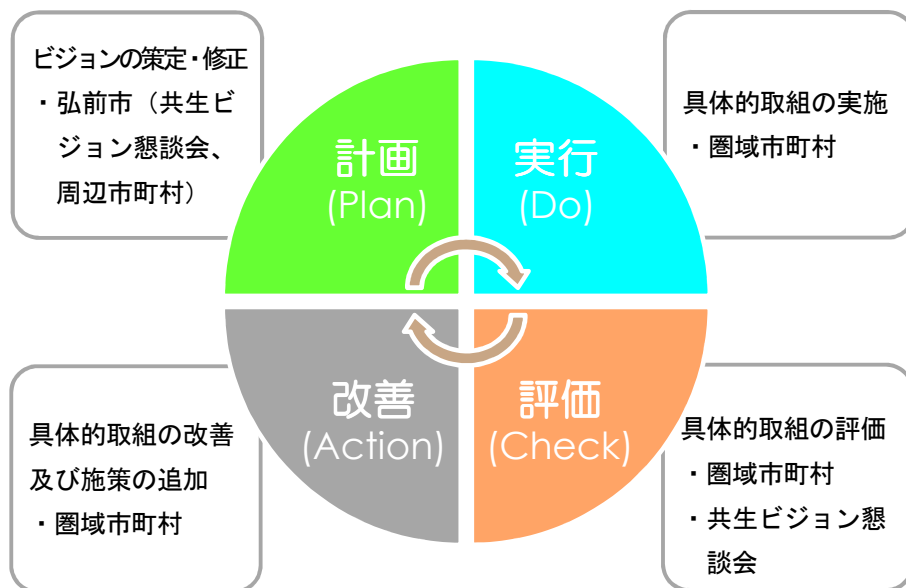 ビジョンの策定・修正
・弘前市（共生ビ
ジョン懇談会、
周辺市町村）
計画
(Plan)
実行
(Do)
具体的取組の実施
・圏域市町村
改善
(Action)
評価
(Check)
具体的取組の改善
及び施策の追加
・圏域市町村
具体的取組の評価
・圏域市町村
・共生ビジョン懇
談会